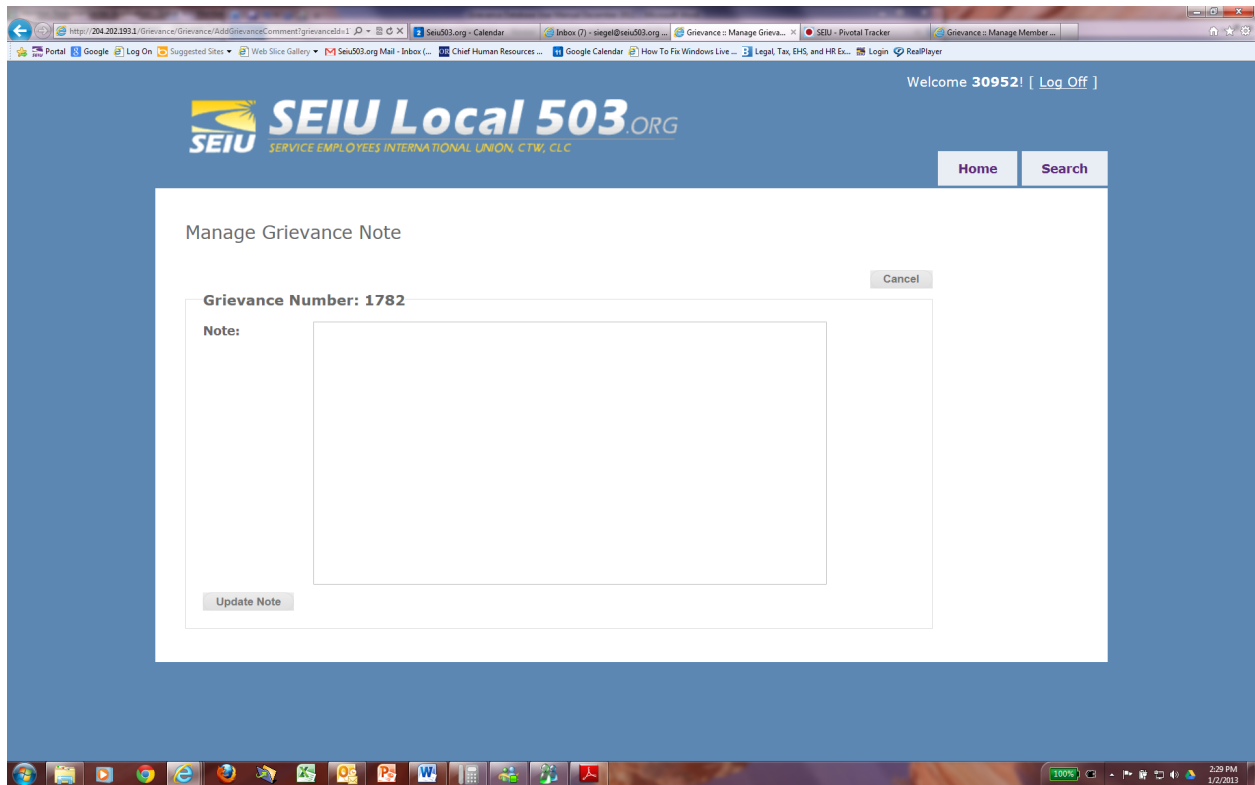 http://204.202.193.1/Grievance/Grievance/AddGrievanceComment?grievanceId=1
Seiu503.org - Calendar
Inbox (7) - siegel@seiu503.org ...
Grievance :: Manage Grieva...
SEIU - Pivotal Tracker
Grievance :: Manage Member ...
Portal
Google
Log On
Suggested Sites
Web Slice Gallery
Seiu503.org Mail - Inbox (...
Chief Human Resources ...
Google Calendar
How To Fix Windows Live ...
Legal, Tax, EHS, and HR Ex...
Login
RealPlayer
Welcome 30952! [ Log Off ]
SEIU
SEIU Local 503.ORG
SERVICE EMPLOYEES INTERNATIONAL UNION, CTW, CLC
Home
Search
Manage Grievance Note
Cancel
Grievance Number: 1782
Note:
Update Note
100%
2:29 PM
1/2/2013